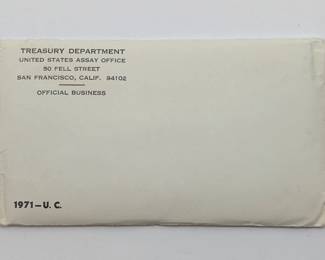 TREASURY DEPARTMENT
UNITED STATES ASSAY OFFICE
50 FELL STREET
SAN FRANCISCO, CALIF. 94102
OFFICIAL BUSINESS
1971-U. C.